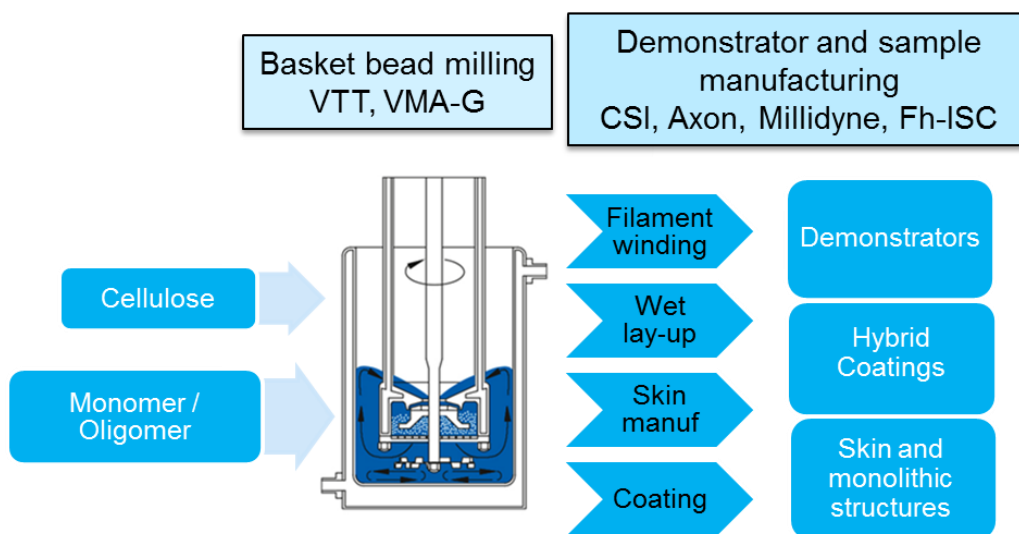 Basket bead milling
VTT, VMA-G
Demonstrator and sample
manufacturing
CSI, Axon, Millidyne, Fh-ISC
Cellulose
Monomer /
Oligomer
Filament
winding
Wet
lay-up
Skin
manuf
Coating
Demonstrators
Hybrid
Coatings
Skin and
monolithic
structures